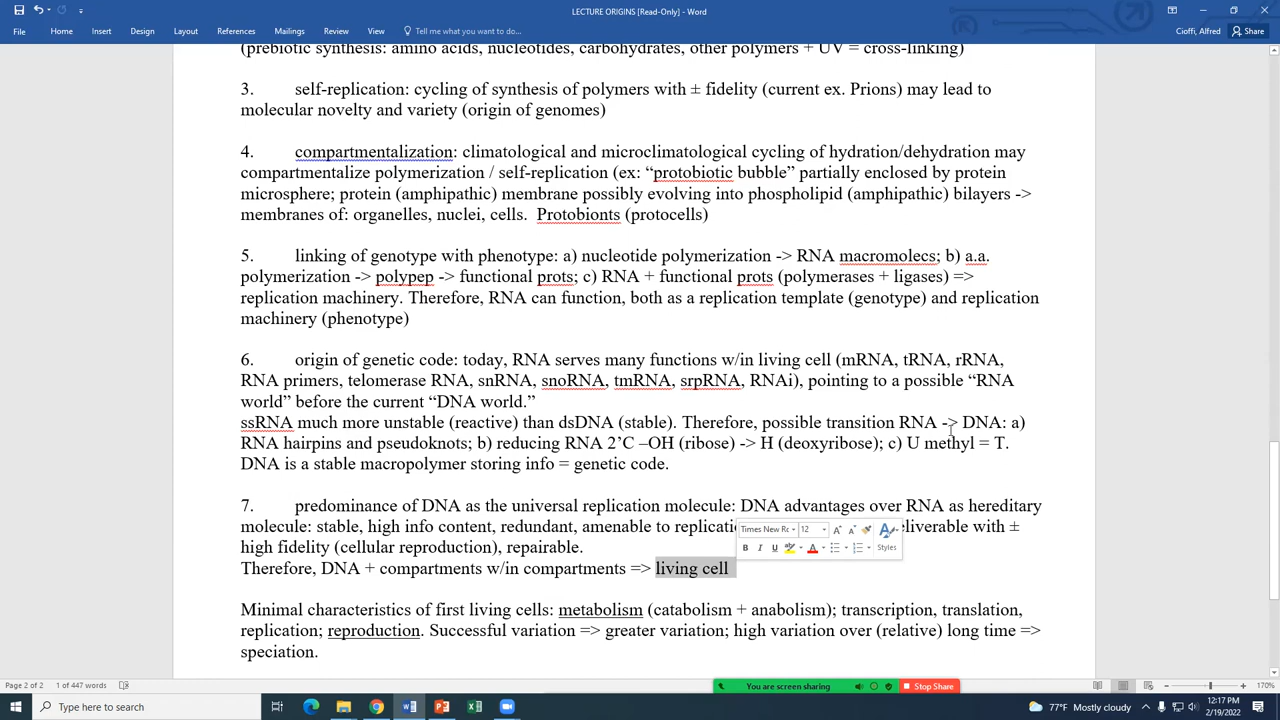 LECTURE ORIGINS [Read-Only] - Word
Cioffi, Alfred
File Home Insert Design Layout References Mailings Review View Tell me what you want to do... Share
(prebiotic synthesis: amino acids, nucleotides, carbohydrates, other polymers + UV = cross-linking)
3. self-replication: cycling of synthesis of polymers with ± fidelity (current ex. Prions) may lead to
molecular novelty and variety (origin of genomes)
4. compartmentalization: climatological and microclimatological cycling of hydration/dehydration may
compartmentalize polymerization / self-replication (ex: “protobiotic bubble” partially enclosed by protein
microsphere; protein (amphipathic) membrane possibly evolving into phospholipid (amphipathic) bilayers ->
membranes of: organelles, nuclei, cells. Protobionts (protocells)
5. linking of genotype with phenotype: a) nucleotide polymerization -> RNA macromolecs; b) a.a.
polymerization -> polypep -> functional prots; c) RNA + functional prots (polymerases + ligases) =>
replication machinery. Therefore, RNA can function, both as a replication template (genotype) and replication
machinery (phenotype)
6. origin of genetic code: today, RNA serves many functions w/in living cell (mRNA, tRNA, rRNA,
RNA primers, telomerase RNA, snRNA, snoRNA, tmRNA, srpRNA, RNAi), pointing to a possible “RNA
world” before the current “DNA world.”
ssRNA much more unstable (reactive) than dsDNA (stable). Therefore, possible transition RNA -> DNA: a)
RNA hairpins and pseudoknots; b) reducing RNA 2’C –OH (ribose) -> H (deoxyribose); c) U methyl = T.
DNA is a stable macropolymer storing info = genetic code.
7. predominance of DNA as the universal replication molecule: DNA advantages over RNA as hereditary
molecule: stable, high info content, redundant, amenable to replicati eliverable with ±
Times New Ro 12
B I U A Styles
high fidelity (cellular reproduction), repairable.
Therefore, DNA + compartments w/in compartments => living cell
Minimal characteristics of first living cells: metabolism (catabolism + anabolism); transcription, translation,
replication; reproduction. Successful variation => greater variation; high variation over (relative) long time =>
speciation.
Page 2 of 2 1 of 447 words You are screen sharing Stop Share 170%
Type here to search 77°F Mostly cloudy 12:17 PM
2/19/2022